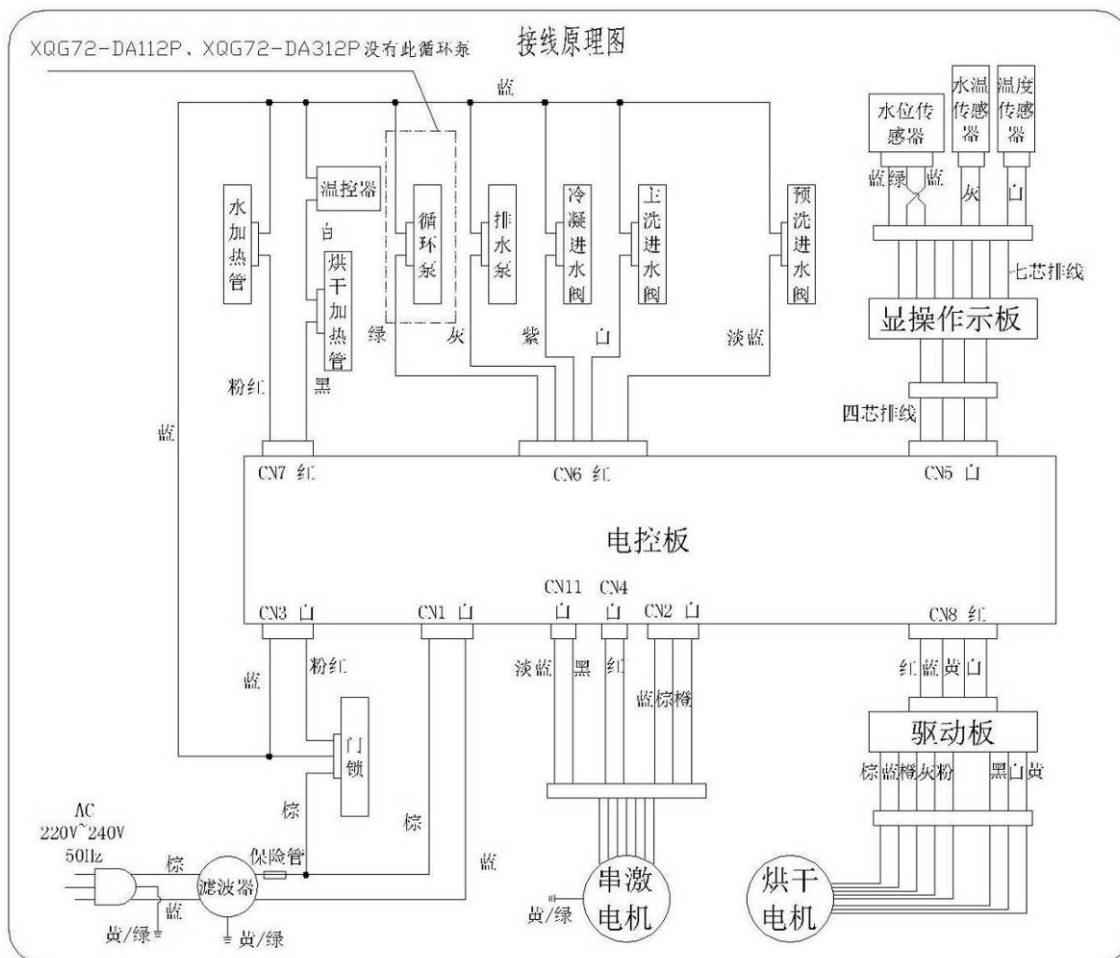 接线原理图
XQG72-DA112P、XQG72-DA312P没有此循环泵
蓝
水位传感器
水温传感器
温度传感器
蓝
绿
蓝
灰
白
水加热管
温控器
白
烘干加热管
循环泵
排水泵
冷凝进水阀
主洗进水阀
预洗进水阀
七芯排线
显操作示板
绿
灰
紫
白
淡蓝
粉红
黑
蓝
四芯排线
CN7 红
CN6 红
CN5 白
电控板
CN3 白
CN1 白
CN11
白
CN4
白
CN2 白
CN8 红
蓝
粉红
淡蓝
黑
红
蓝
棕
橙
红
蓝
黄
白
门锁
驱动板
棕
蓝
橙
灰
粉
黑
白
黄
棕
棕
蓝
AC
220V~240V
50Hz
棕
保险管
滤波器
蓝
黄/绿
黄/绿
黄/绿
串激电机
烘干电机